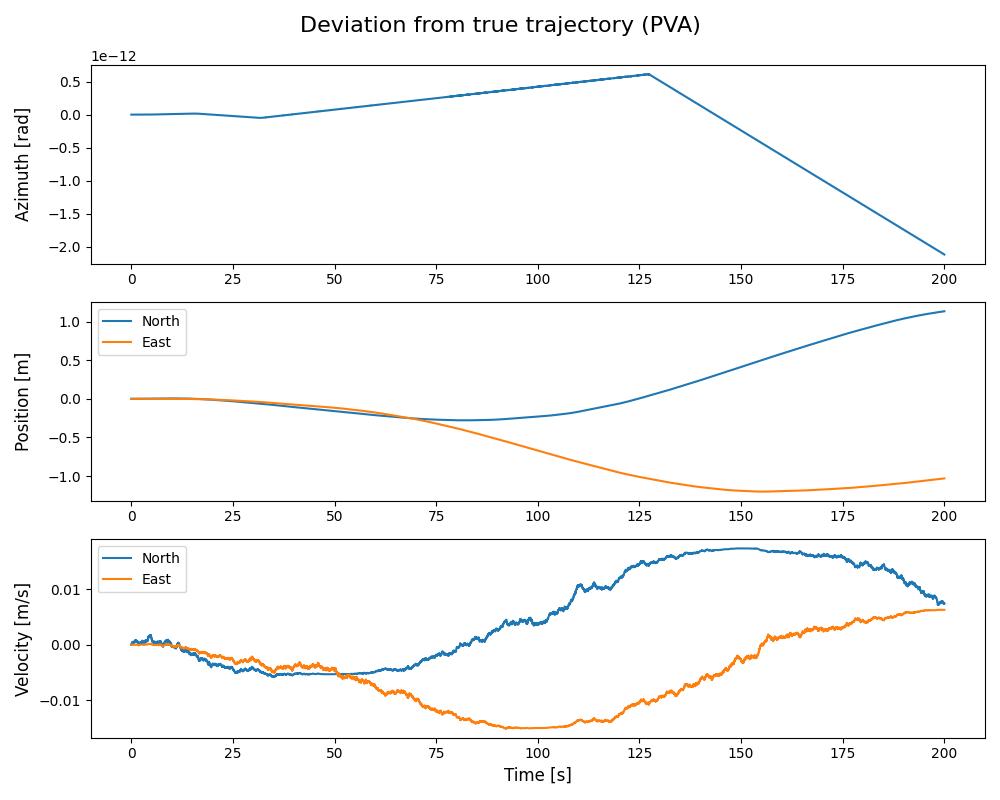 Deviation from true trajectory (PVA)
1e−12
0.5
0.0
−0.5
−1.0
−1.5
−2.0
Azimuth [rad]
0 25 50 75 100 125 150 175 200
North
East
1.0
0.5
0.0
−0.5
−1.0
Position [m]
0 25 50 75 100 125 150 175 200
North
East
0.01
0.00
−0.01
Velocity [m/s]
0 25 50 75 100 125 150 175 200
Time [s]